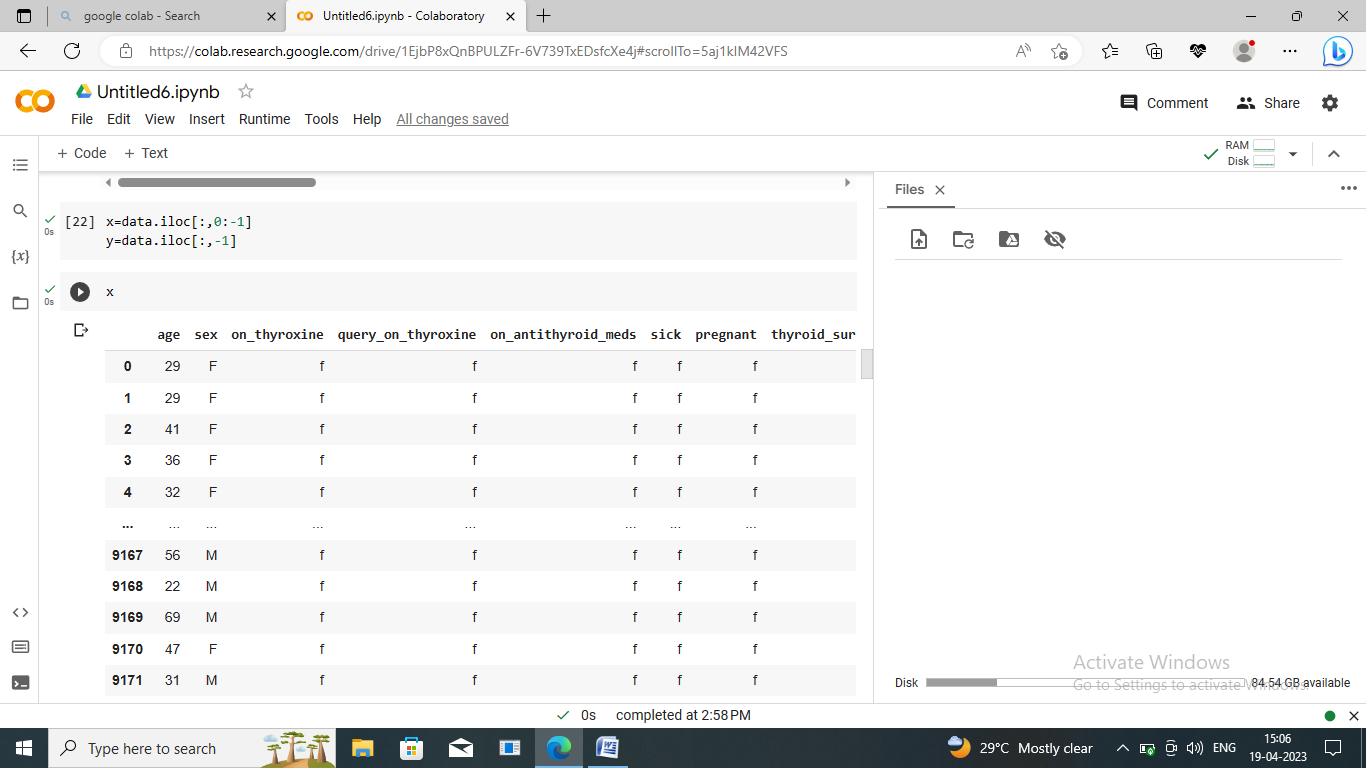 google colab - Search
Untitled6.ipynb - Colaboratory
https://colab.research.google.com/drive/1EjbP8xQnBPULZFr-6V739TxEDsfcXe4j#scrollTo=5aj1kIM42VFS
Untitled6.ipynb
File Edit View Insert Runtime Tools Help All changes saved
Comment Share
+ Code + Text
RAM
Disk
Files
[22] x=data.iloc[:,0:-1]
y=data.iloc[:,-1]
0s
{x}
x
0s
age sex on_thyroxine query_on_thyroxine on_antithyroid_meds sick pregnant thyroid_sur
0 29 F f f f f f
1 29 F f f f f f
2 41 F f f f f f
3 36 F f f f f f
4 32 F f f f f f
... ... ... ... ... ... ... ...
9167 56 M f f f f f
9168 22 M f f f f f
9169 69 M f f f f f
9170 47 F f f f f f
9171 31 M f f f f f
Activate Windows
Go to Settings to activate Windows.
Disk 84.54 GB available
0s completed at 2:58 PM
Type here to search
29°C Mostly clear
ENG
15:06
19-04-2023